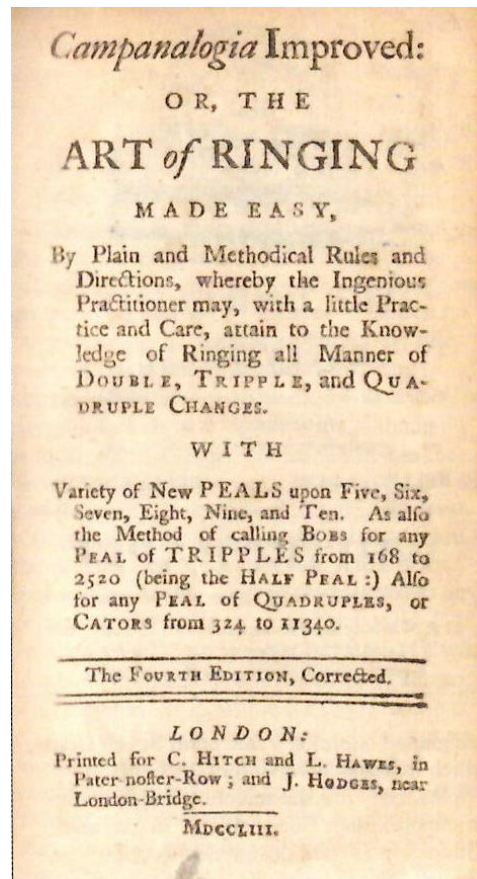 Campanalogia Improved:
OR, THE
ART of RINGING
MADE EASY,
By Plain and Methodical Rules and
Directions, whereby the Ingenious
Practitioner may, with a little Prac-
tice and Care, attain to the Know-
ledge of Ringing all Manner of
DOUBLE, TRIPPLE, and QUA-
DRUPLE CHANGES.
WITH
Variety of New PEALS upon Five, Six,
Seven, Eight, Nine, and Ten. As alſo
the Method of calling BOBS for any
PEAL of TRIPPLES from 168 to
2520 (being the HALF PEAL:) Alſo
for any PEAL of QUADRUPLES, or
CATORS from 324 to 11340.
The FOURTH EDITION, Corrected.
LONDON:
Printed for C. HITCH and L. HAWES, in
Pater-noſter-Row; and J. HODGES, near
London-Bridge.
MDCCLIII.